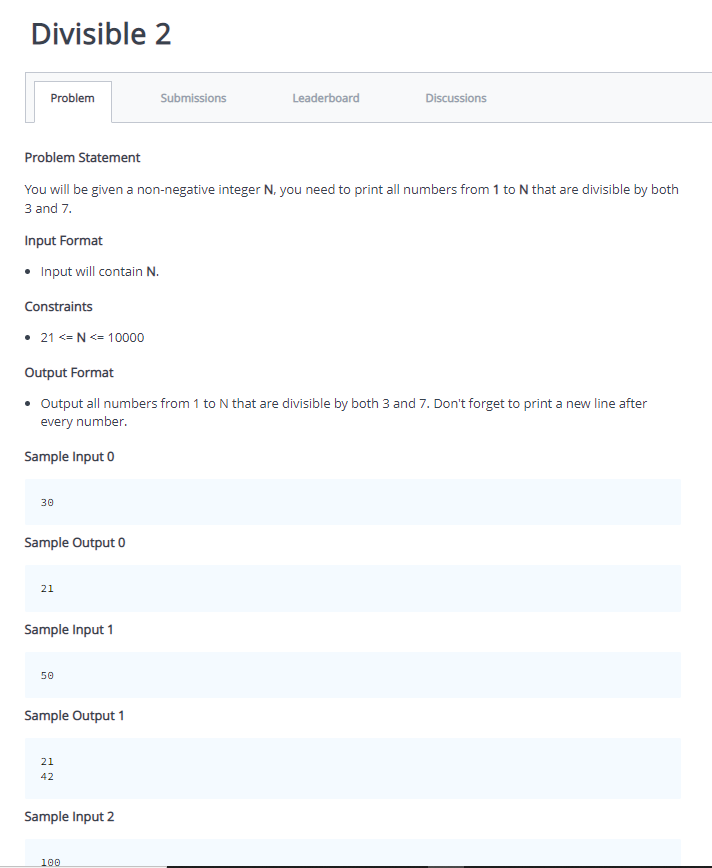 Divisible 2
Problem
Submissions
Leaderboard
Discussions
Problem Statement
You will be given a non-negative integer N, you need to print all numbers from 1 to N that are divisible by both
3 and 7.
Input Format
• Input will contain N.
Constraints
• 21 <= N <= 10000
Output Format
• Output all numbers from 1 to N that are divisible by both 3 and 7. Don't forget to print a new line after
every number.
Sample Input 0
30
Sample Output 0
21
Sample Input 1
50
Sample Output 1
21
42
Sample Input 2
100